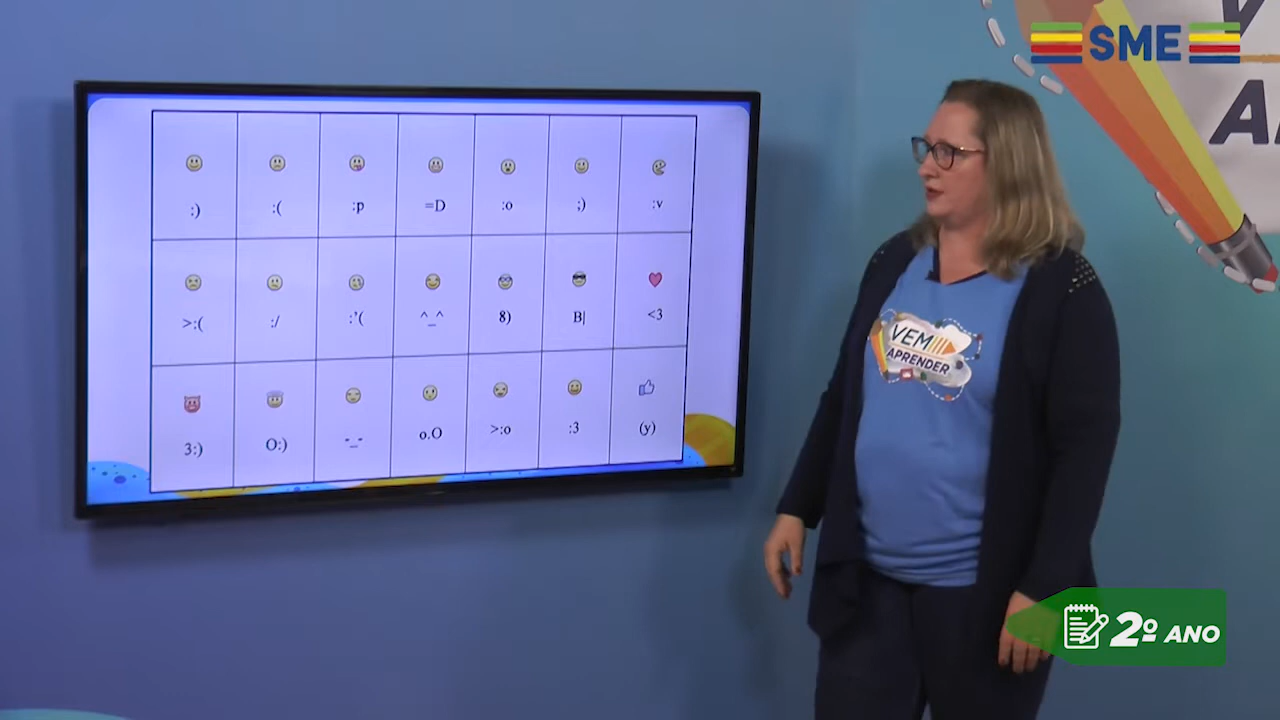 SME
:) :( :p =D :o ;) :v
>:( :/ :'( ^_^ 8) B| <3
3:) O:) -_- o.O >:o :3 (y)
VEM
APRENDER
2º ANO